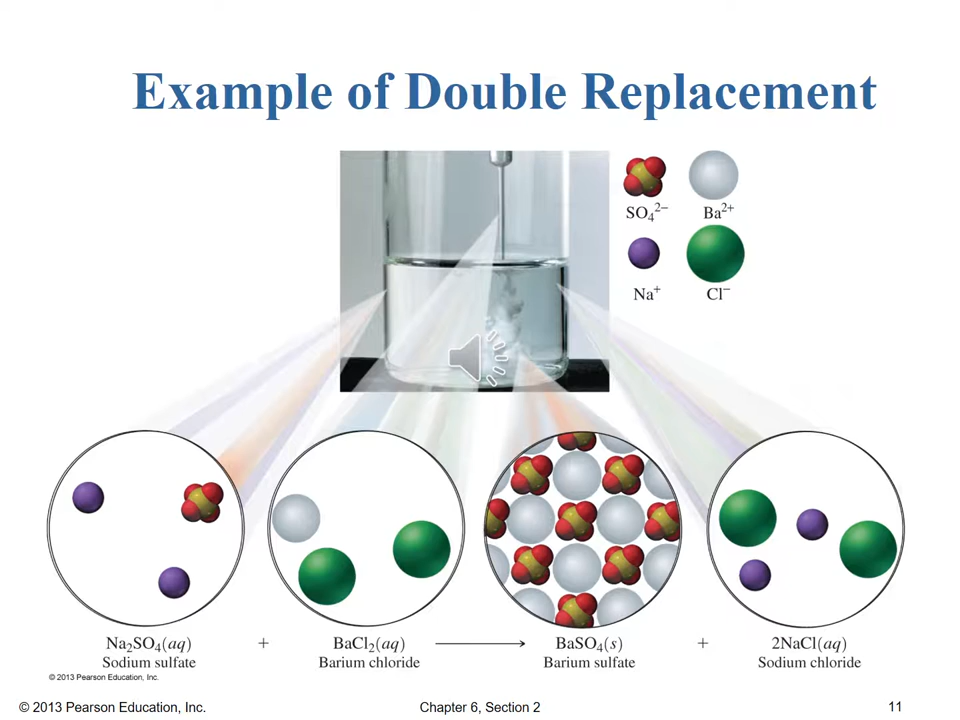 Example of Double Replacement
SO₄²⁻ Ba²⁺
Na⁺ Cl⁻
Na₂SO₄(aq) + BaCl₂(aq) ⟶ BaSO₄(s) + 2NaCl(aq)
Sodium sulfate Barium chloride Barium sulfate Sodium chloride
© 2013 Pearson Education, Inc.
© 2013 Pearson Education, Inc. Chapter 6, Section 2 11